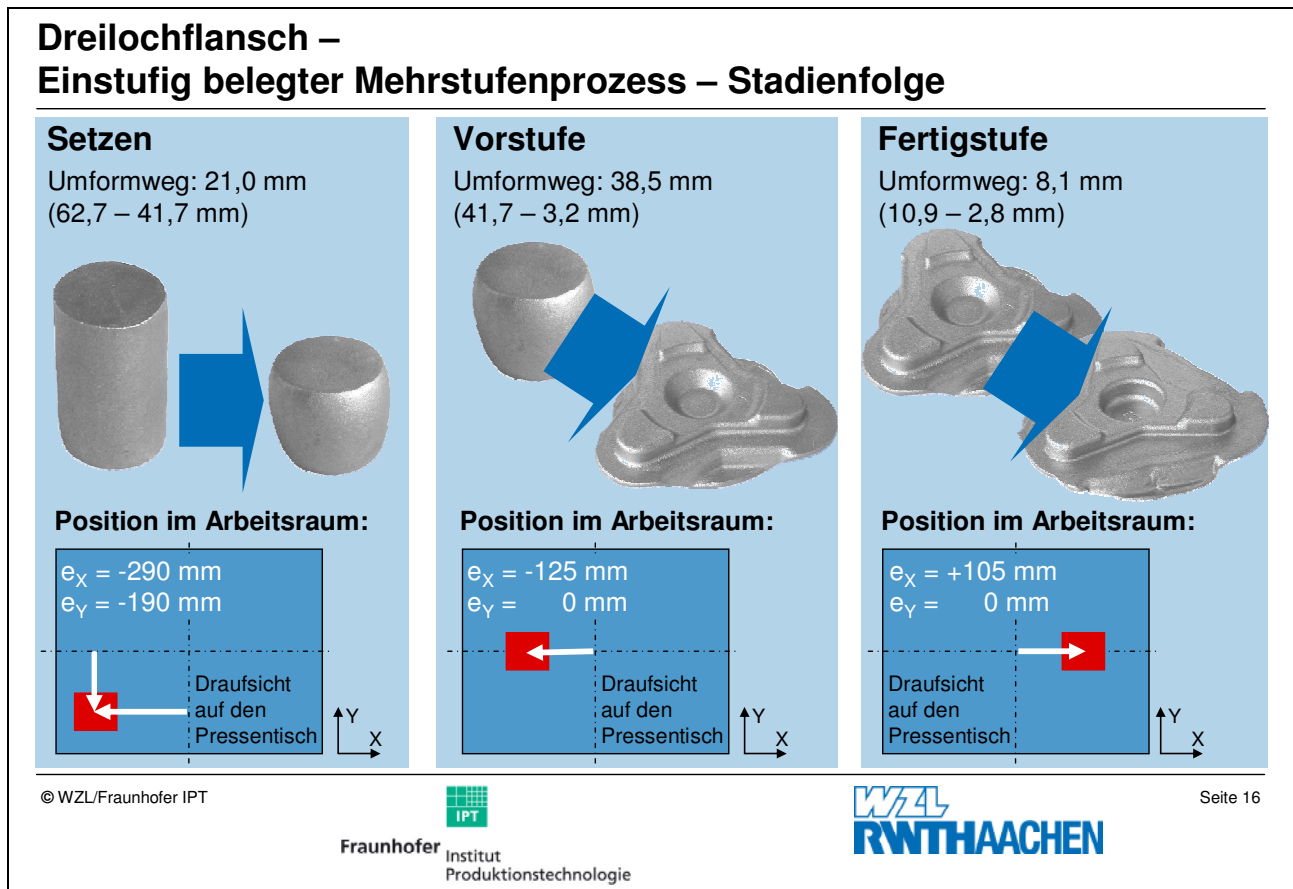 Dreilochflansch –
Einstufig belegter Mehrstufenprozess – Stadienfolge
Setzen
Umformweg: 21,0 mm
(62,7 – 41,7 mm)
Position im Arbeitsraum:
eX = -290 mm
eY = -190 mm
Draufsicht
auf den
Pressentisch
Y
X
Vorstufe
Umformweg: 38,5 mm
(41,7 – 3,2 mm)
Position im Arbeitsraum:
eX = -125 mm
eY = 0 mm
Draufsicht
auf den
Pressentisch
Y
X
Fertigstufe
Umformweg: 8,1 mm
(10,9 – 2,8 mm)
Position im Arbeitsraum:
eX = +105 mm
eY = 0 mm
Draufsicht
auf den
Pressentisch
Y
X
© WZL/Fraunhofer IPT
IPT
Fraunhofer Institut
Produktionstechnologie
WZL
RWTHAACHEN
Seite 16